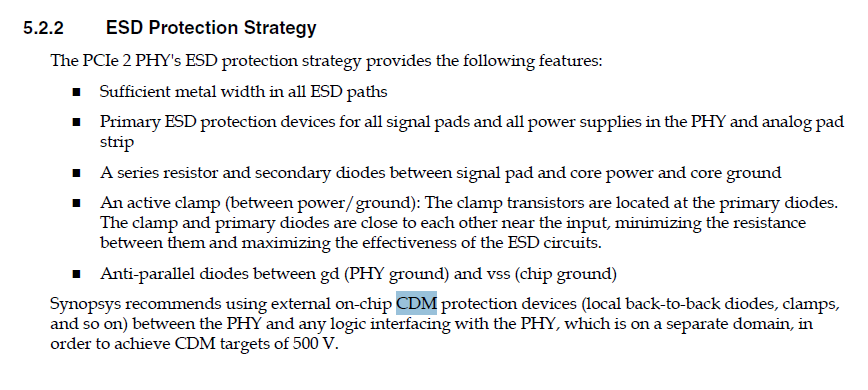 5.2.2 ESD Protection Strategy
The PCIe 2 PHY's ESD protection strategy provides the following features:
■ Sufficient metal width in all ESD paths
■ Primary ESD protection devices for all signal pads and all power supplies in the PHY and analog pad
strip
■ A series resistor and secondary diodes between signal pad and core power and core ground
■ An active clamp (between power/ground): The clamp transistors are located at the primary diodes.
The clamp and primary diodes are close to each other near the input, minimizing the resistance
between them and maximizing the effectiveness of the ESD circuits.
■ Anti-parallel diodes between gd (PHY ground) and vss (chip ground)
Synopsys recommends using external on-chip CDM protection devices (local back-to-back diodes, clamps,
and so on) between the PHY and any logic interfacing with the PHY, which is on a separate domain, in
order to achieve CDM targets of 500 V.